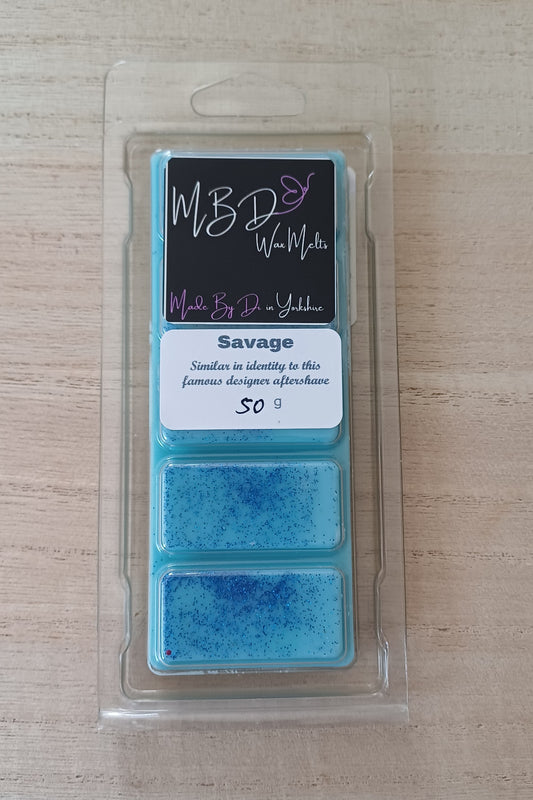 MBD
Wax Melts
Made By Di in Yorkshire
Savage
Similar in identity to this
famous designer aftershave
50 g